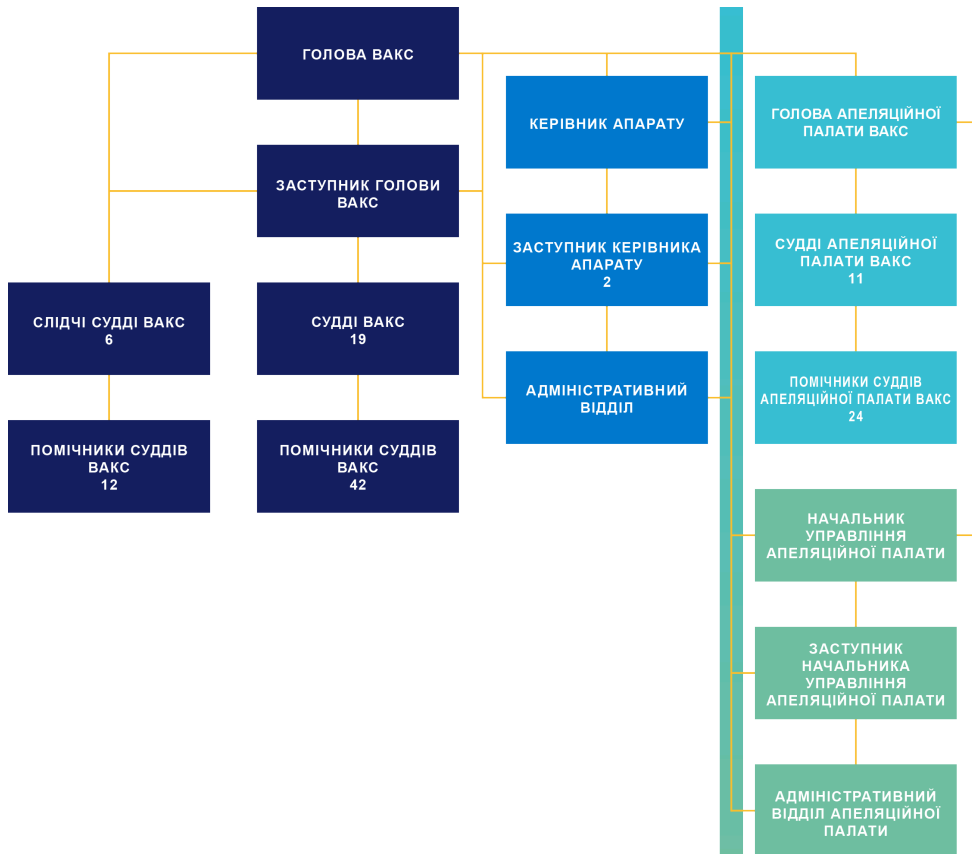 ГОЛОВА ВАКС
ЗАСТУПНИК ГОЛОВИ
ВАКС
СЛІДЧІ СУДДІ ВАКС
6
ПОМІЧНИКИ СУДДІВ
ВАКС
12
СУДДІ ВАКС
19
ПОМІЧНИКИ СУДДІВ
ВАКС
42
КЕРІВНИК АПАРАТУ
ЗАСТУПНИК КЕРІВНИКА
АПАРАТУ
2
АДМІНІСТРАТИВНИЙ
ВІДДІЛ
ГОЛОВА АПЕЛЯЦІЙНОЇ
ПАЛАТИ ВАКС
СУДДІ АПЕЛЯЦІЙНОЇ
ПАЛАТИ ВАКС
11
ПОМІЧНИКИ СУДДІВ
АПЕЛЯЦІЙНОЇ ПАЛАТИ ВАКС
24
НАЧАЛЬНИК
УПРАВЛІННЯ
АПЕЛЯЦІЙНОЇ ПАЛАТИ
ЗАСТУПНИК
НАЧАЛЬНИКА
УПРАВЛІННЯ
АПЕЛЯЦІЙНОЇ ПАЛАТИ
АДМІНІСТРАТИВНИЙ
ВІДДІЛ АПЕЛЯЦІЙНОЇ
ПАЛАТИ